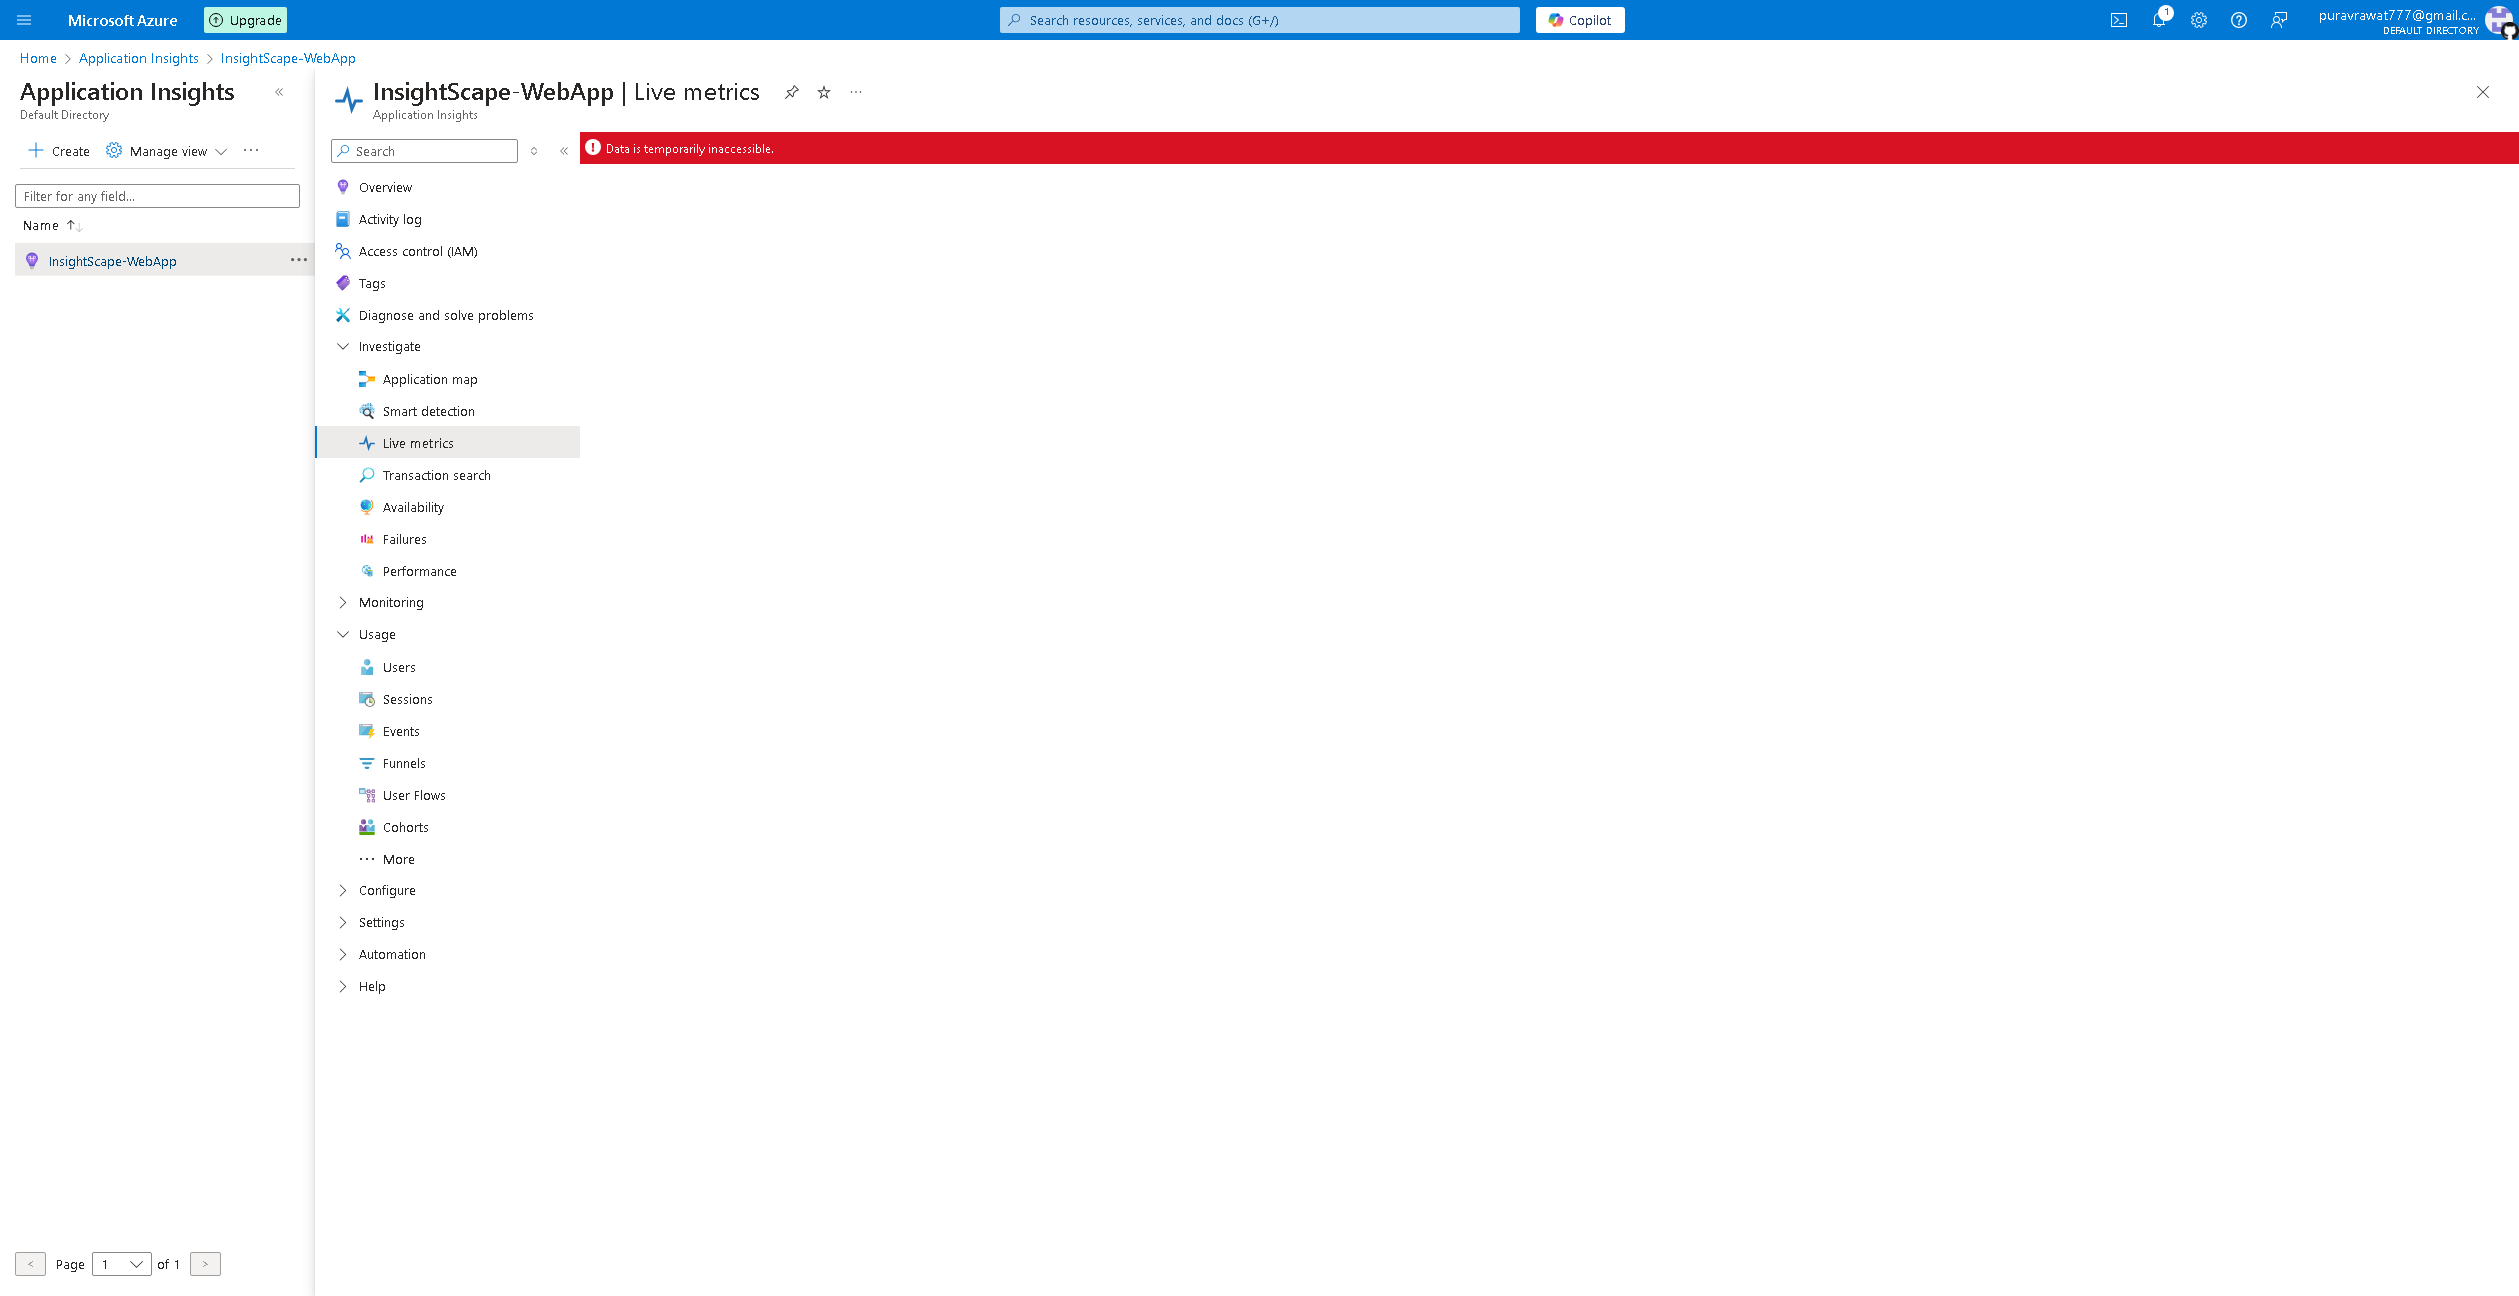 Microsoft Azure
Upgrade
Search resources, services, and docs (G+/)
Copilot
1
puravrawat777@gmail.c...
DEFAULT DIRECTORY
Home > Application Insights > InsightScape-WebApp
Application Insights
Default Directory
Create
Manage view
Filter for any field...
Name
InsightScape-WebApp
< Page 1 of 1 >
InsightScape-WebApp | Live metrics
Application Insights
Search
Data is temporarily inaccessible.
Overview
Activity log
Access control (IAM)
Tags
Diagnose and solve problems
Investigate
Application map
Smart detection
Live metrics
Transaction search
Availability
Failures
Performance
Monitoring
Usage
Users
Sessions
Events
Funnels
User Flows
Cohorts
More
Configure
Settings
Automation
Help